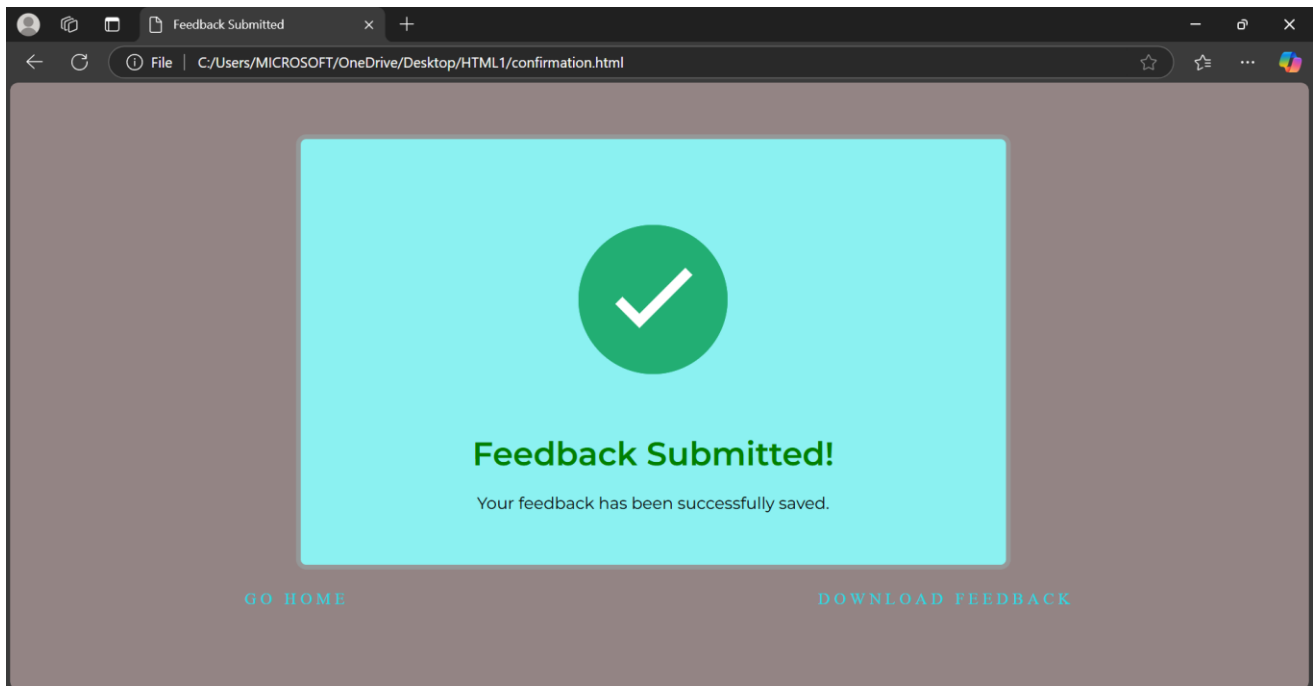 Feedback Submitted
File | C:/Users/MICROSOFT/OneDrive/Desktop/HTML1/confirmation.html
Feedback Submitted!
Your feedback has been successfully saved.
GO HOME DOWNLOAD FEEDBACK